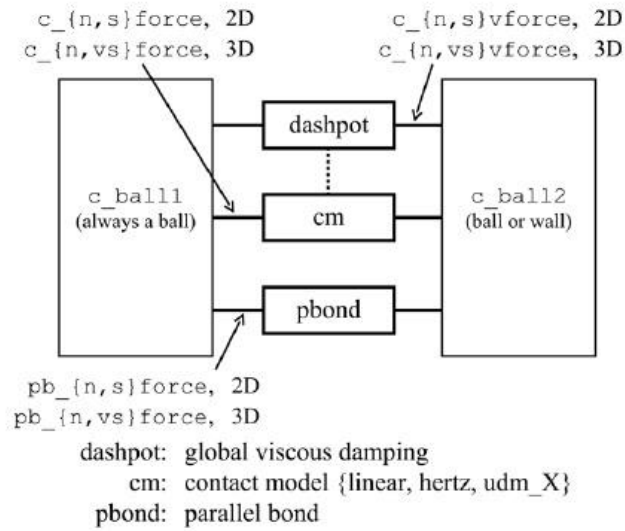 c_{n,s}force, 2D
c_{n,vs}force, 3D
c_{n,s}vforce, 2D
c_{n,vs}vforce, 3D
dashpot
c_ball1
(always a ball)
cm
c_ball2
(ball or wall)
pbond
pb_{n,s}force, 2D
pb_{n,vs}force, 3D
dashpot: global viscous damping
cm: contact model {linear, hertz, udm_X}
pbond: parallel bond